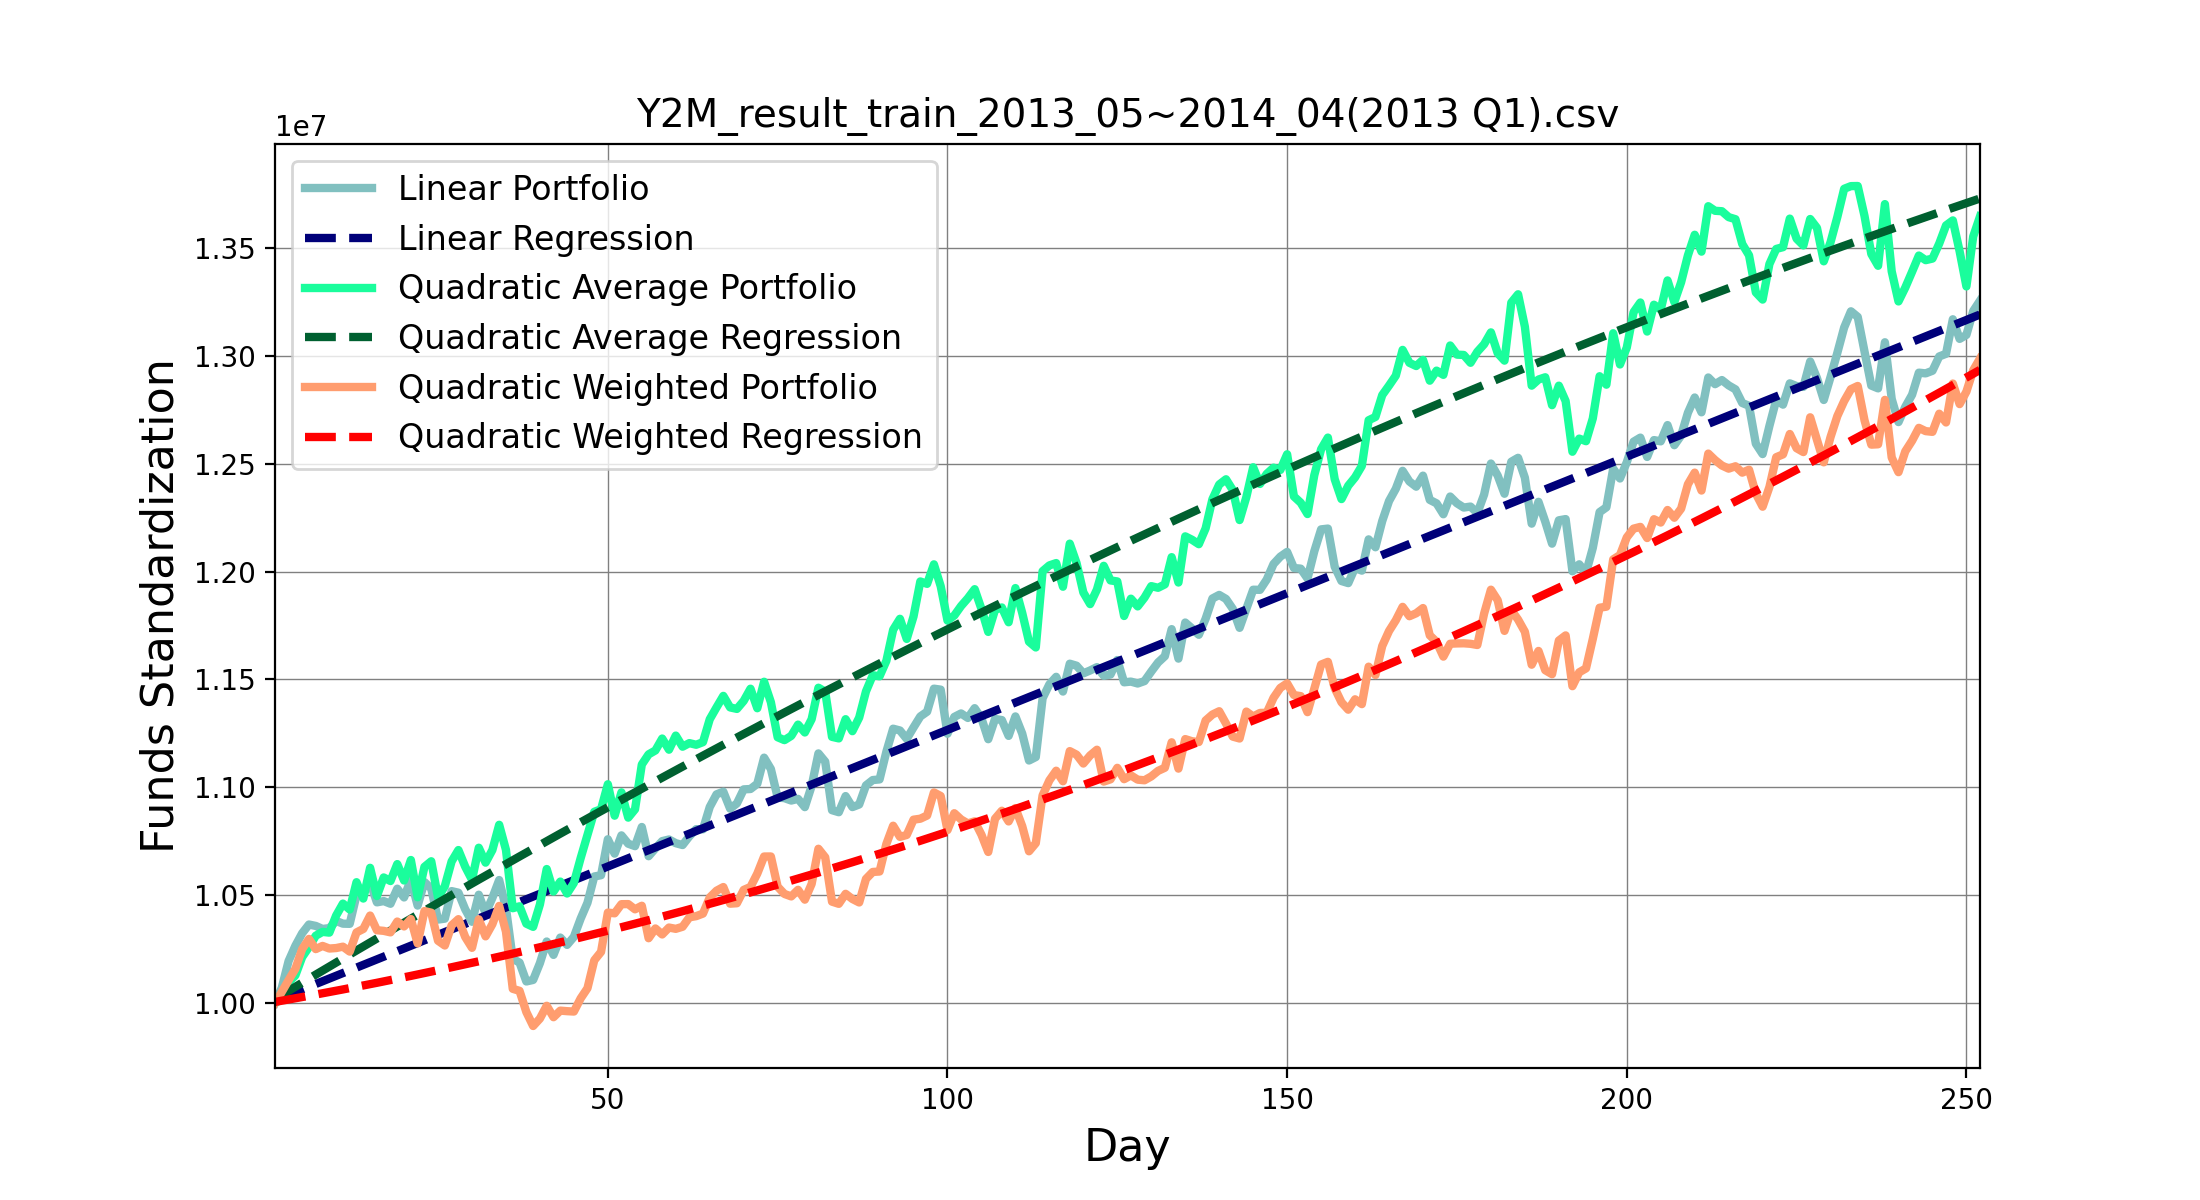 Y2M_result_train_2013_05~2014_04(2013 Q1).csv
1e7
Linear Portfolio
Linear Regression
Quadratic Average Portfolio
Quadratic Average Regression
Quadratic Weighted Portfolio
Quadratic Weighted Regression
Funds Standardization
1.35
1.30
1.25
1.20
1.15
1.10
1.05
1.00
50 100 150 200 250
Day